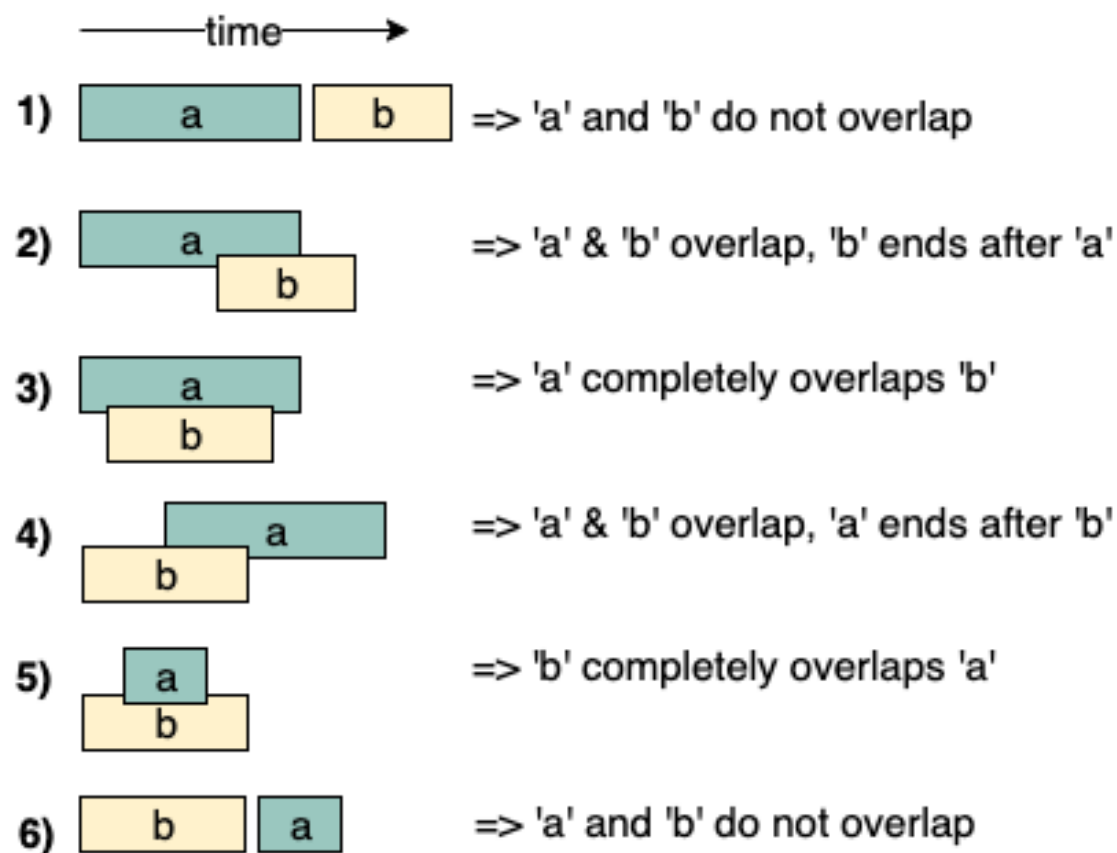 time
1) a b => 'a' and 'b' do not overlap
2) a => 'a' & 'b' overlap, 'b' ends after 'a'
b
3) a => 'a' completely overlaps 'b'
b
4) a => 'a' & 'b' overlap, 'a' ends after 'b'
b
5) a => 'b' completely overlaps 'a'
b
6) b a => 'a' and 'b' do not overlap